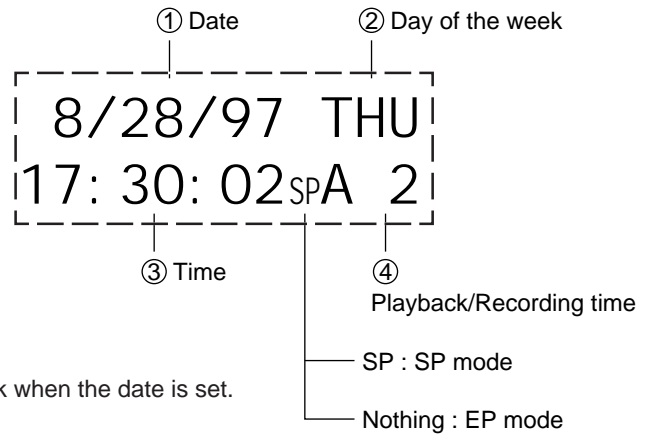 ① Date ② Day of the week
8/28/97 THU
17:30:02SPA 2
③ Time ④
Playback/Recording time
SP : SP mode
when the date is set.
Nothing : EP mode